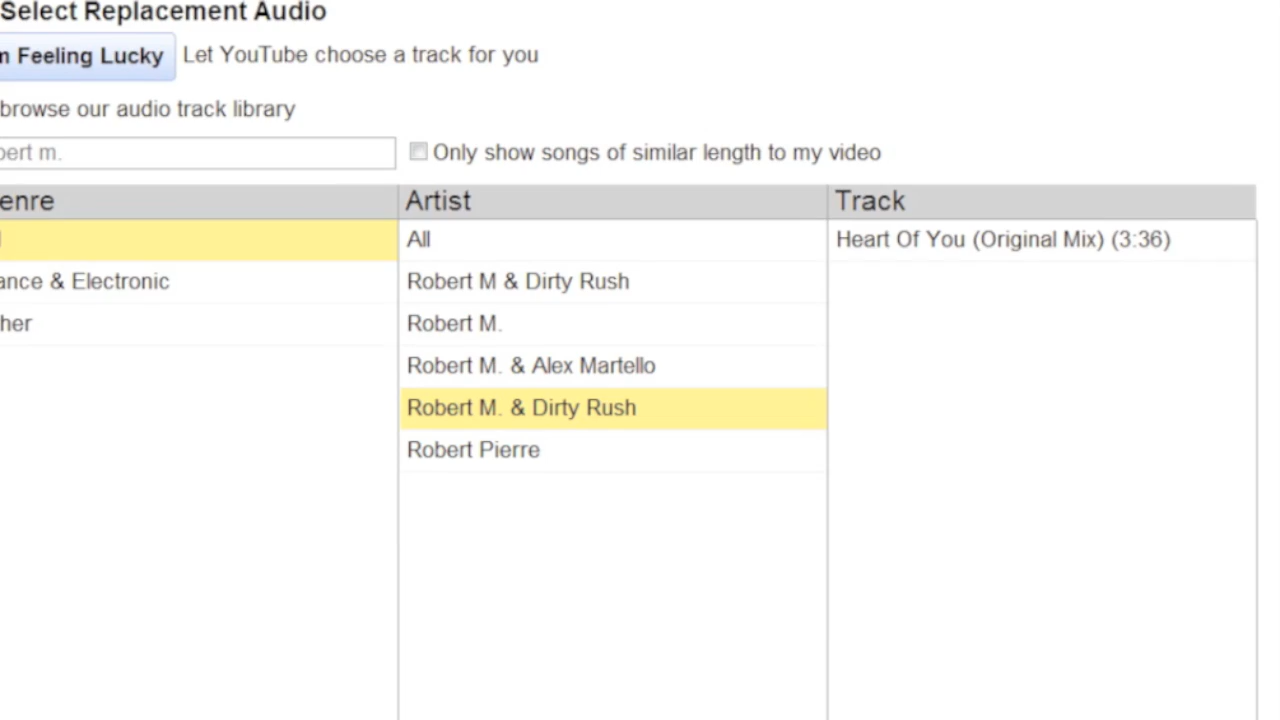 Select Replacement Audio
m Feeling Lucky Let YouTube choose a track for you
browse our audio track library
bert m. Only show songs of similar length to my video
enre Artist Track
All Heart Of You (Original Mix) (3:36)
ance & Electronic Robert M & Dirty Rush
her Robert M.
Robert M. & Alex Martello
Robert M. & Dirty Rush
Robert Pierre